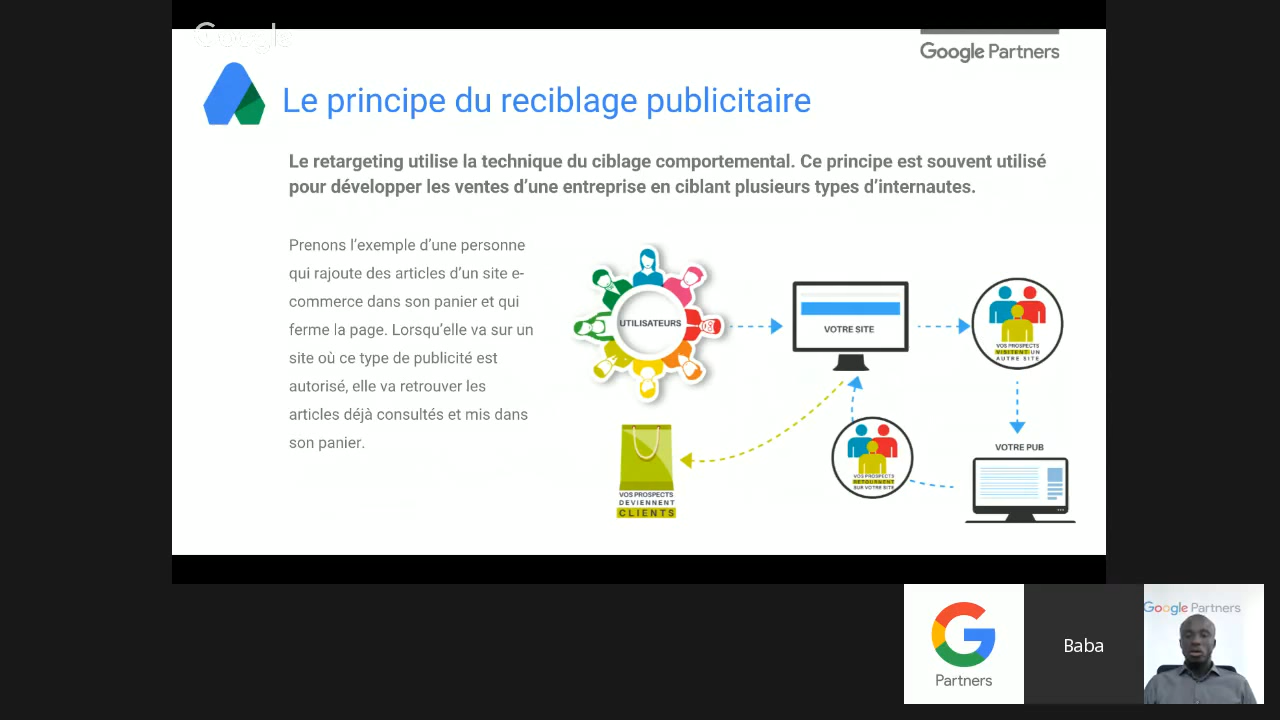 Google
Google Partners
Le principe du reciblage publicitaire
Le retargeting utilise la technique du ciblage comportemental. Ce principe est souvent utilisé
pour développer les ventes d’une entreprise en ciblant plusieurs types d’internautes.
Prenons l’exemple d’une personne
qui rajoute des articles d’un site e-
commerce dans son panier et qui
ferme la page. Lorsqu’elle va sur un
site où ce type de publicité est
autorisé, elle va retrouver les
articles déjà consultés et mis dans
son panier.
UTILISATEURS
VOTRE SITE
VOS PROSPECTS
VISITENT UN
AUTRE SITE
VOTRE PUB
VOS PROSPECTS
RETOURNENT
SUR VOTRE SITE
VOS PROSPECTS
DEVIENNENT
CLIENTS
Partners
Baba
Google Partners